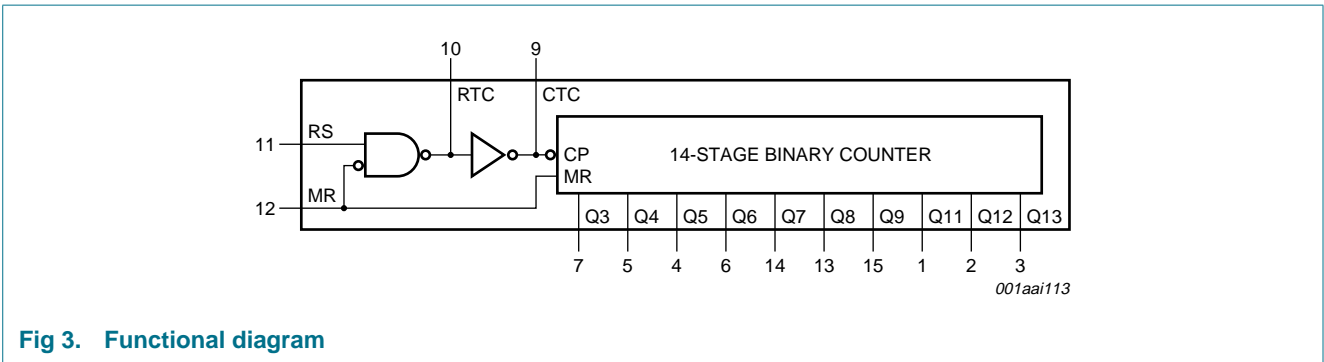 10 9
RTC CTC
11 RS
CP 14-STAGE BINARY COUNTER
MR
12 MR
Q3 Q4 Q5 Q6 Q7 Q8 Q9 Q11 Q12 Q13
7 5 4 6 14 13 15 1 2 3
001aai113
Fig 3. Functional diagram